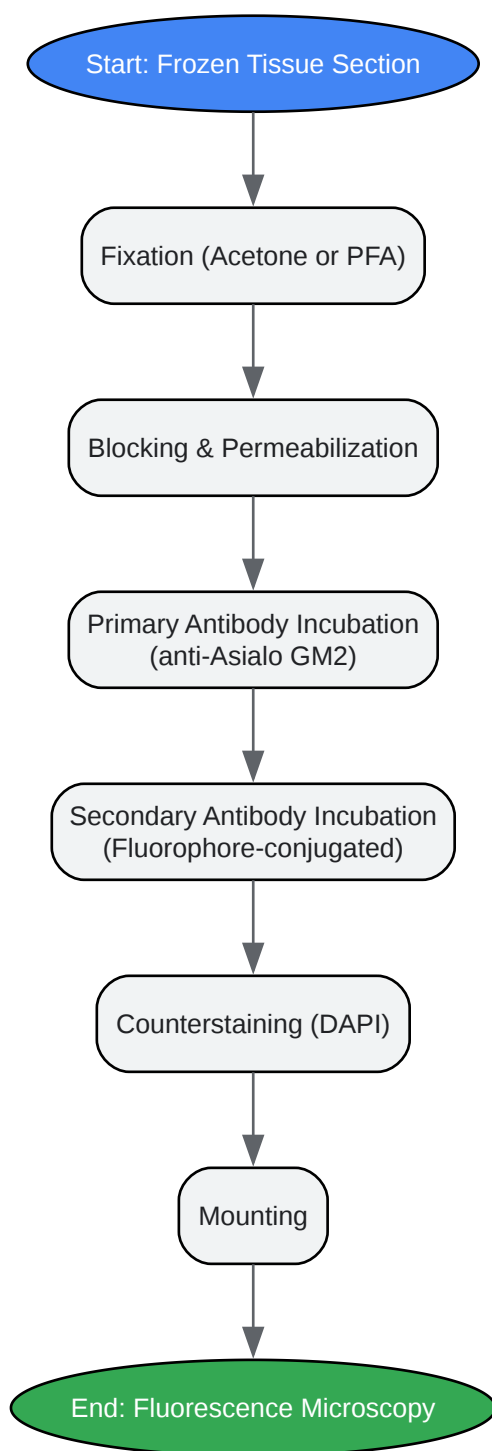 Start: Frozen Tissue Section
Fixation (Acetone or PFA)
Blocking & Permeabilization
Primary Antibody Incubation
(anti-Asialo GM2)
Secondary Antibody Incubation
(Fluorophore-conjugated)
Counterstaining (DAPI)
Mounting
End: Fluorescence Microscopy